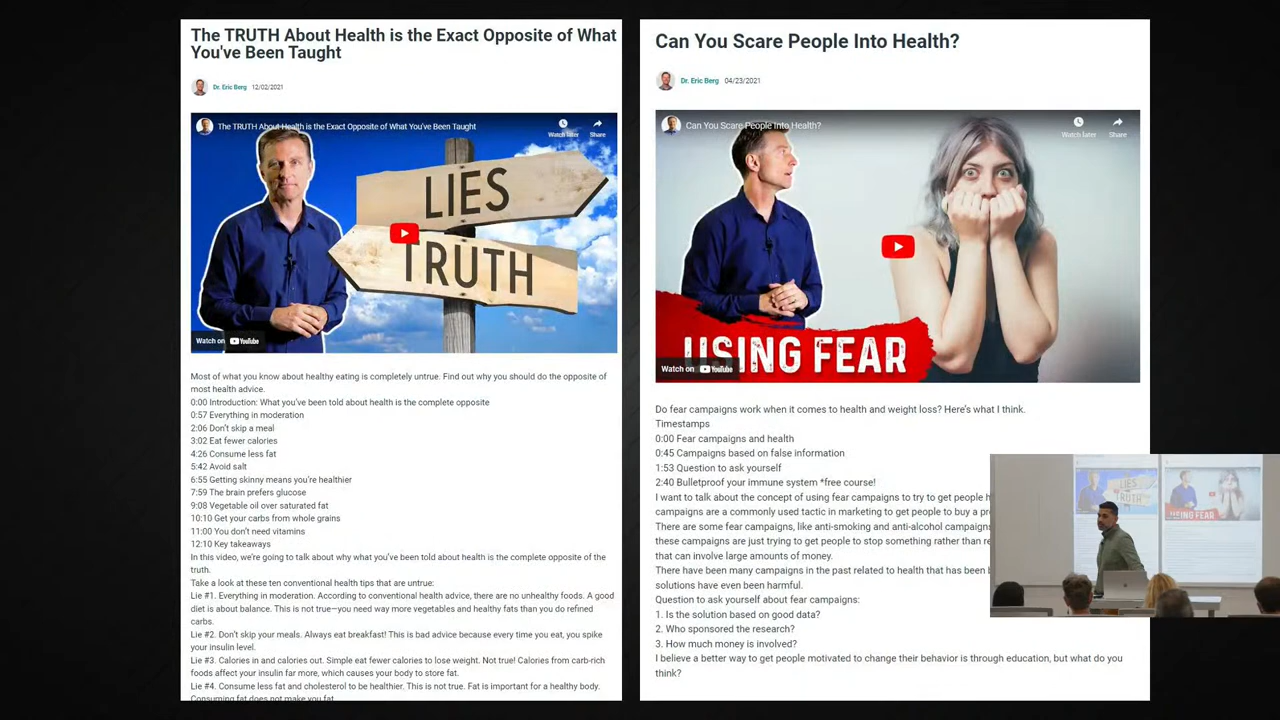 The TRUTH About Health is the Exact Opposite of What
You've Been Taught
Dr. Eric Berg 12/02/2021
The TRUTH About Health is the Exact Opposite of What You've Been Taught
Watch later Share
LIES
TRUTH
Watch on YouTube
Most of what you know about healthy eating is completely untrue. Find out why you should do the opposite of
most health advice.
0:00 Introduction: What you've been told about health is the complete opposite
0:57 Everything in moderation
2:06 Don't skip a meal
3:02 Eat fewer calories
4:26 Consume less fat
5:42 Avoid salt
6:55 Getting skinny means you're healthier
7:59 The brain prefers glucose
9:08 Vegetable oil over saturated fat
10:10 Get your carbs from whole grains
11:00 You don't need vitamins
12:10 Key takeaways
In this video, we're going to talk about why what you've been told about health is the complete opposite of the
truth.
Take a look at these ten conventional health tips that are untrue:
Lie #1. Everything in moderation. According to conventional health advice, there are no unhealthy foods. A good
diet is about balance. This is not true—you need way more vegetables and healthy fats than you do refined
carbs.
Lie #2. Don't skip your meals. Always eat breakfast! This is bad advice because every time you eat, you spike
your insulin level.
Lie #3. Calories in and calories out. Simple eat fewer calories to lose weight. Not true! Calories from carb-rich
foods affect your insulin far more, which causes your body to store fat.
Lie #4. Consume less fat and cholesterol to be healthier. This is not true. Fat is important for a healthy body.
Consuming fat does not make you fat.
Can You Scare People Into Health?
Dr. Eric Berg 04/23/2021
Can You Scare People Into Health?
Watch later Share
USING FEAR
Watch on YouTube
Do fear campaigns work when it comes to health and weight loss? Here's what I think.
Timestamps
0:00 Fear campaigns and health
0:45 Campaigns based on false information
1:53 Question to ask yourself
2:40 Bulletproof your immune system *free course!
I want to talk about the concept of using fear campaigns to try to get people
campaigns are a commonly used tactic in marketing to get people to buy a
There are some fear campaigns, like anti-smoking and anti-alcohol campaign
these campaigns are just trying to get people to stop something rather than
that can involve large amounts of money.
There have been many campaigns in the past related to health that has been
solutions have even been harmful.
Question to ask yourself about fear campaigns:
1. Is the solution based on good data?
2. Who sponsored the research?
3. How much money is involved?
I believe a better way to get people motivated to change their behavior is through education, but what do you
think?
LIES
TRUTH
USING FEAR